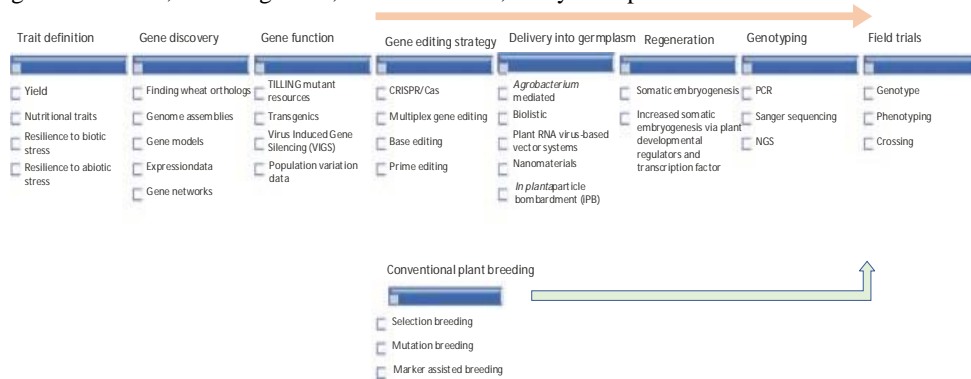 Trait definition
Yield
Nutritional traits
Resilience to biotic
stress
Resilience to abiotic
stress
Gene discovery
Finding wheat orthologs
Genome assemblies
Gene models
Expressiondata
Gene networks
Gene function
TILLING mutant
resources
Transgenics
Virus Induced Gene
Silencing (VIGS)
Population variation
data
Gene editing strategy
CRISPR/Cas
Multiplex gene editing
Base editing
Prime editing
Delivery into germplasm
Agrobacterium
mediated
Biolistic
Plant RNA virus-based
vector systems
Nanomaterials
In plantaparticle
bombardment (iPB)
Regeneration
Somatic embryogenesis
Increased somatic
embryogenesis via plant
developmental
regulators and
transcription factor
Genotyping
PCR
Sanger sequencing
NGS
Field trials
Genotype
Phenotyping
Crossing
Conventional plant breeding
Selection breeding
Mutation breeding
Marker assisted breeding